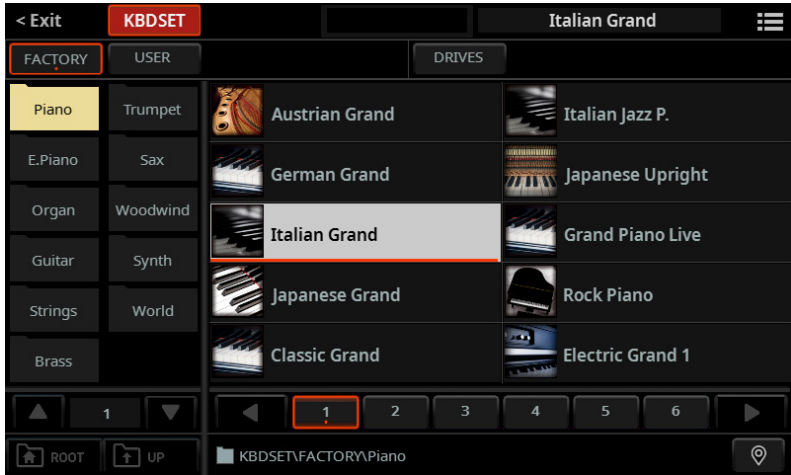 < Exit KBDSET Italian Grand
FACTORY USER DRIVES
Piano Trumpet Austrian Grand Italian Jazz P.
E.Piano Sax German Grand Japanese Upright
Organ Woodwind Italian Grand Grand Piano Live
Guitar Synth
Strings World Japanese Grand Rock Piano
Brass Classic Grand Electric Grand 1
1 1 2 3 4 5 6
ROOT UP KBDSET\FACTORY\Piano